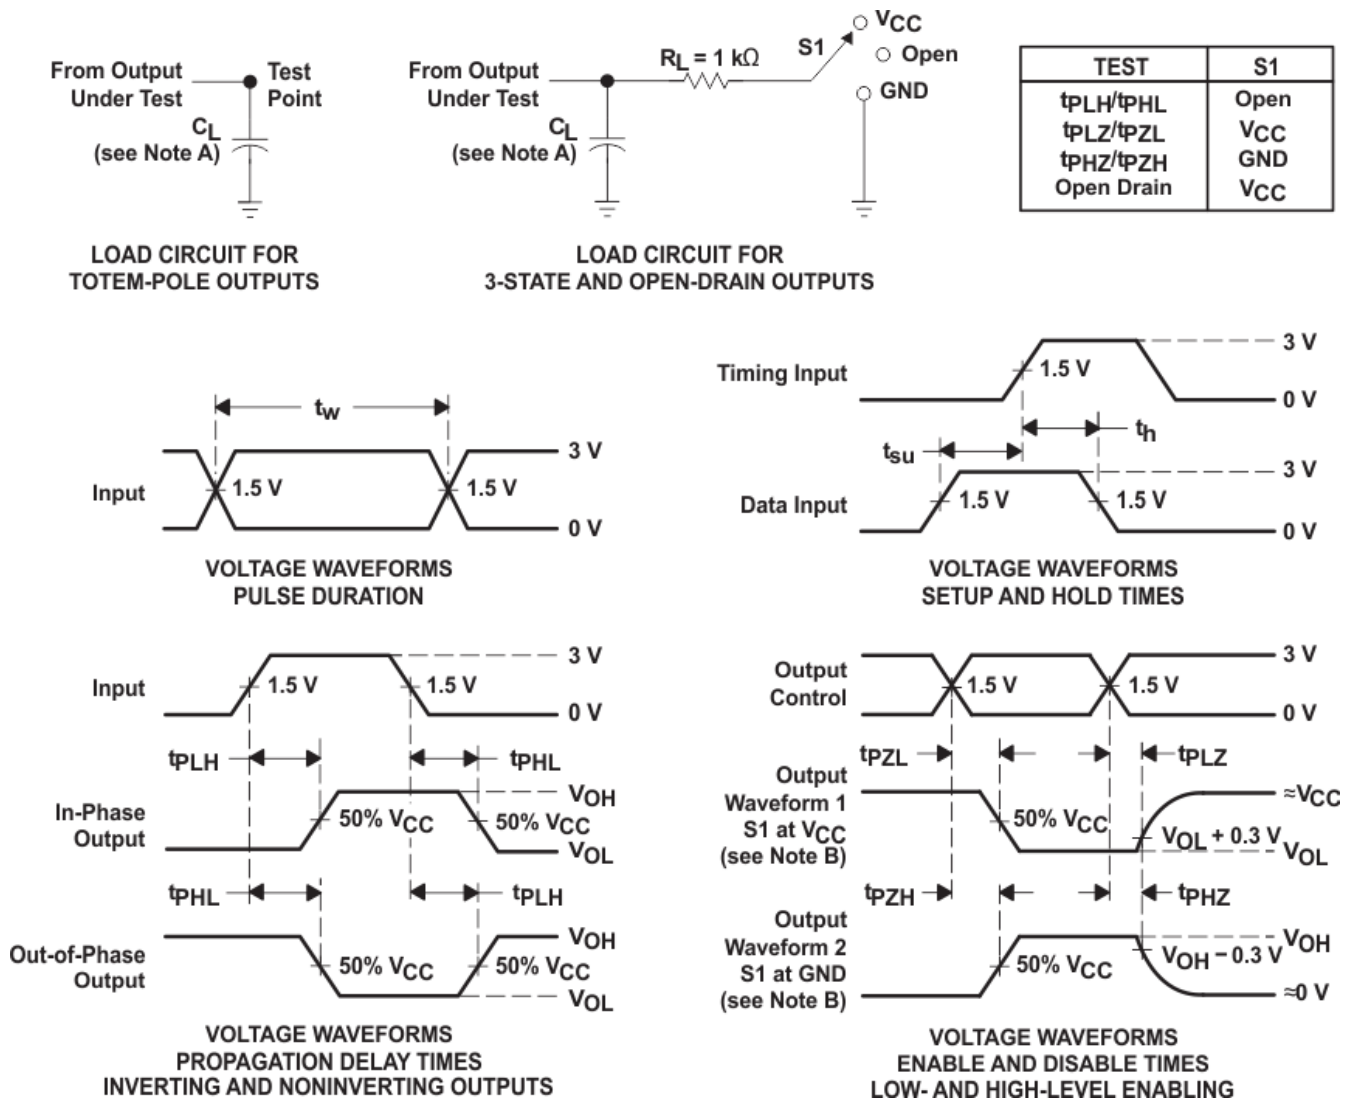 From Output
Under Test
Test
Point
CL
(see Note A)
LOAD CIRCUIT FOR
TOTEM-POLE OUTPUTS
From Output
Under Test
RL = 1 kΩ
S1
VCC
Open
GND
CL
(see Note A)
LOAD CIRCUIT FOR
3-STATE AND OPEN-DRAIN OUTPUTS
TEST S1
tPLH/tPHL Open
tPLZ/tPZL VCC
tPHZ/tPZH GND
Open Drain VCC
tw
Input
1.5 V
1.5 V
3 V
0 V
VOLTAGE WAVEFORMS
PULSE DURATION
Timing Input
1.5 V
3 V
0 V
th
tsu
Data Input
1.5 V
1.5 V
3 V
0 V
VOLTAGE WAVEFORMS
SETUP AND HOLD TIMES
Input
1.5 V
1.5 V
3 V
0 V
tPLH
tPHL
In-Phase
Output
50% VCC
50% VCC
VOH
VOL
tPHL
tPLH
Out-of-Phase
Output
50% VCC
50% VCC
VOH
VOL
VOLTAGE WAVEFORMS
PROPAGATION DELAY TIMES
INVERTING AND NONINVERTING OUTPUTS
Output
Control
1.5 V
1.5 V
3 V
0 V
tPZL
tPLZ
Output
Waveform 1
S1 at VCC
(see Note B)
50% VCC
≈VCC
VOL + 0.3 V
VOL
tPZH
tPHZ
Output
Waveform 2
S1 at GND
(see Note B)
50% VCC
VOH
VOH − 0.3 V
≈0 V
VOLTAGE WAVEFORMS
ENABLE AND DISABLE TIMES
LOW- AND HIGH-LEVEL ENABLING